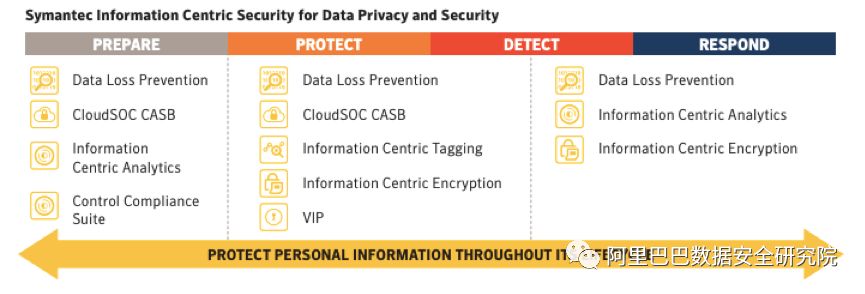 Symantec Information Centric Security for Data Privacy and Security
PREPARE
PROTECT
DETECT
RESPOND
Data Loss Prevention
CloudSOC CASB
Information
Centric Analytics
Control Compliance
Suite
Data Loss Prevention
CloudSOC CASB
Information Centric Tagging
Information Centric Encryption
VIP
Data Loss Prevention
Information Centric Analytics
Information Centric Encryption
PROTECT PERSONAL INFORMATION THROUGHOUT
阿里巴巴数据安全研究院